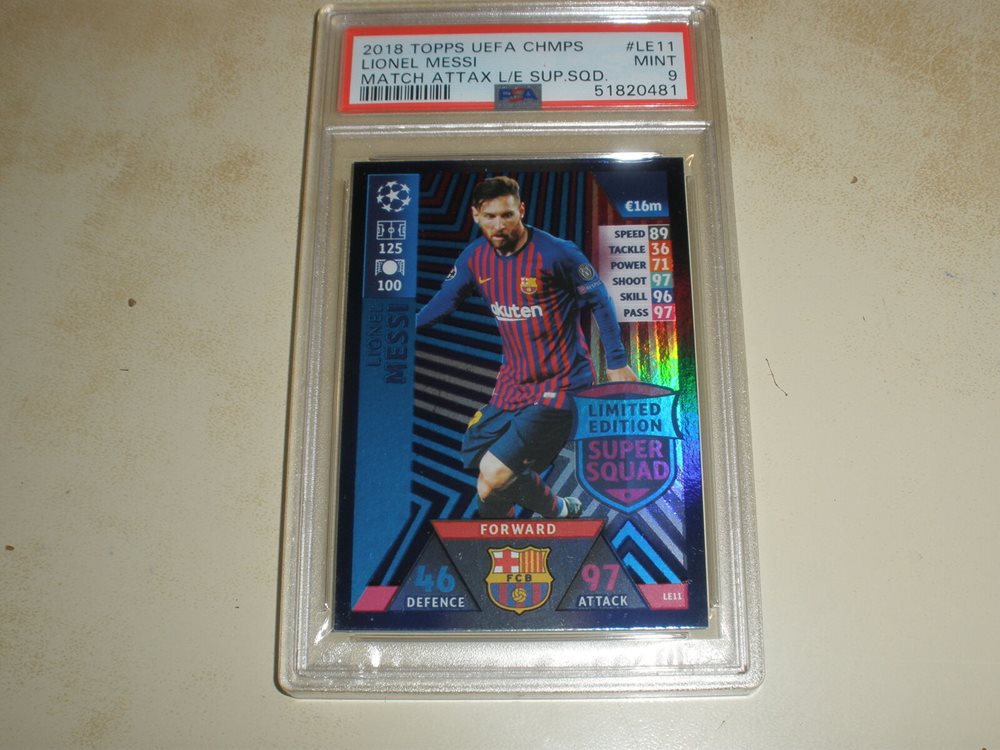 2018 TOPPS UEFA CHMPS #LE11
LIONEL MESSI MINT
MATCH ATTAX L/E SUP.SQD. 9
PSA 51820481
€16m
SPEED 89
TACKLE 36
POWER 71
SHOOT 97
SKILL 96
PASS 97
125
100
LIONEL
MESSI
Rakuten
LIMITED
EDITION
SUPER
SQUAD
FORWARD
46
DEFENCE
FCB
97
ATTACK
LE11